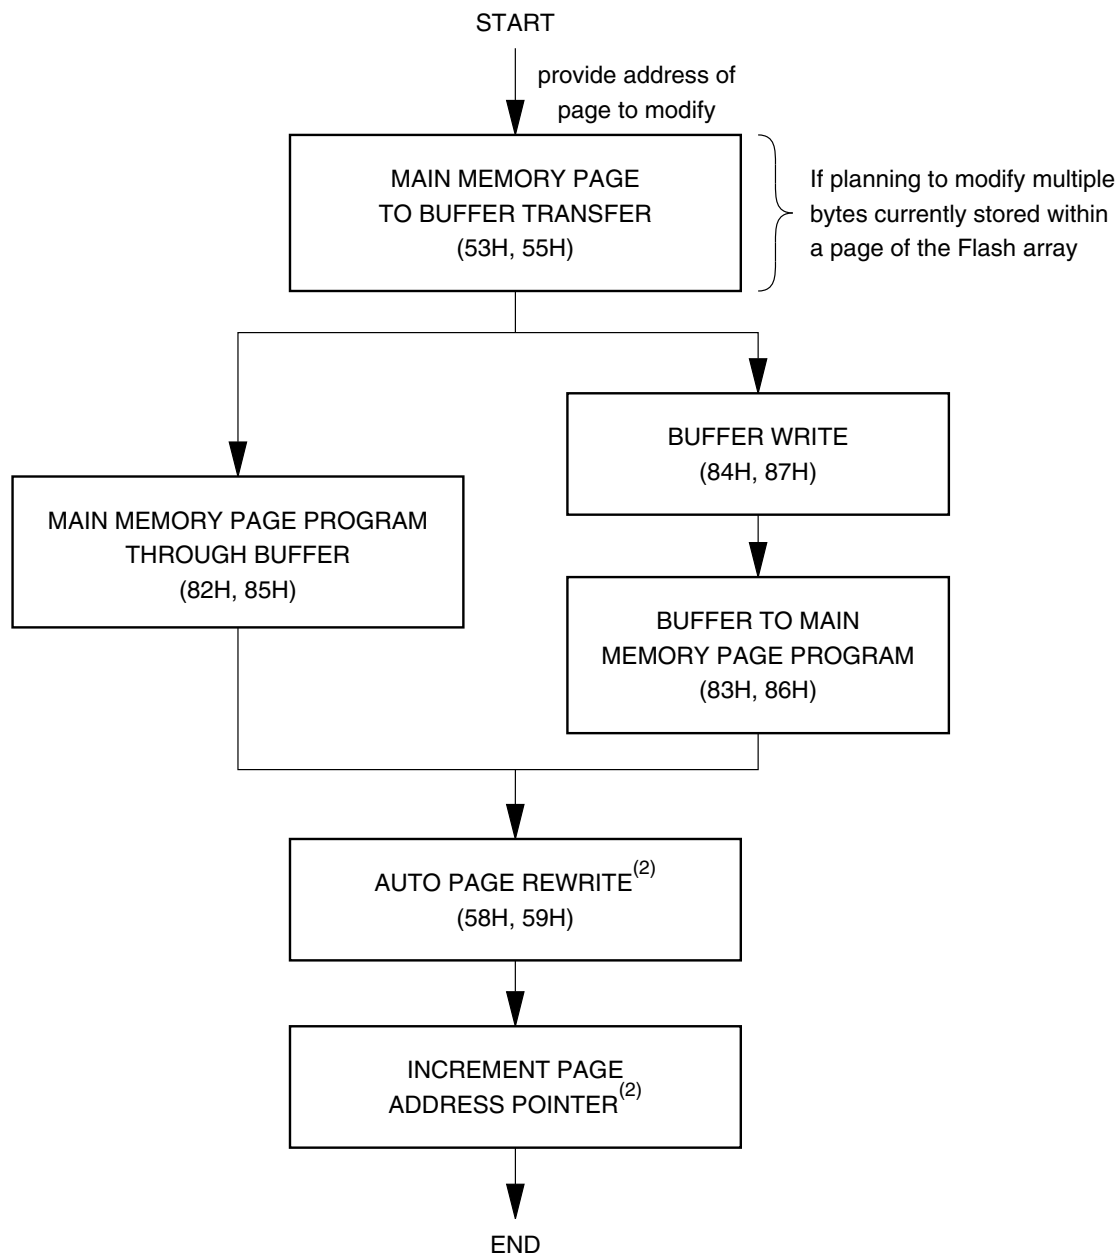 START
provide address of
page to modify
MAIN MEMORY PAGE
TO BUFFER TRANSFER
(53H, 55H)
If planning to modify multiple
bytes currently stored within
a page of the Flash array
BUFFER WRITE
(84H, 87H)
MAIN MEMORY PAGE PROGRAM
THROUGH BUFFER
(82H, 85H)
BUFFER TO MAIN
MEMORY PAGE PROGRAM
(83H, 86H)
AUTO PAGE REWRITE(2)
(58H, 59H)
INCREMENT PAGE
ADDRESS POINTER(2)
END